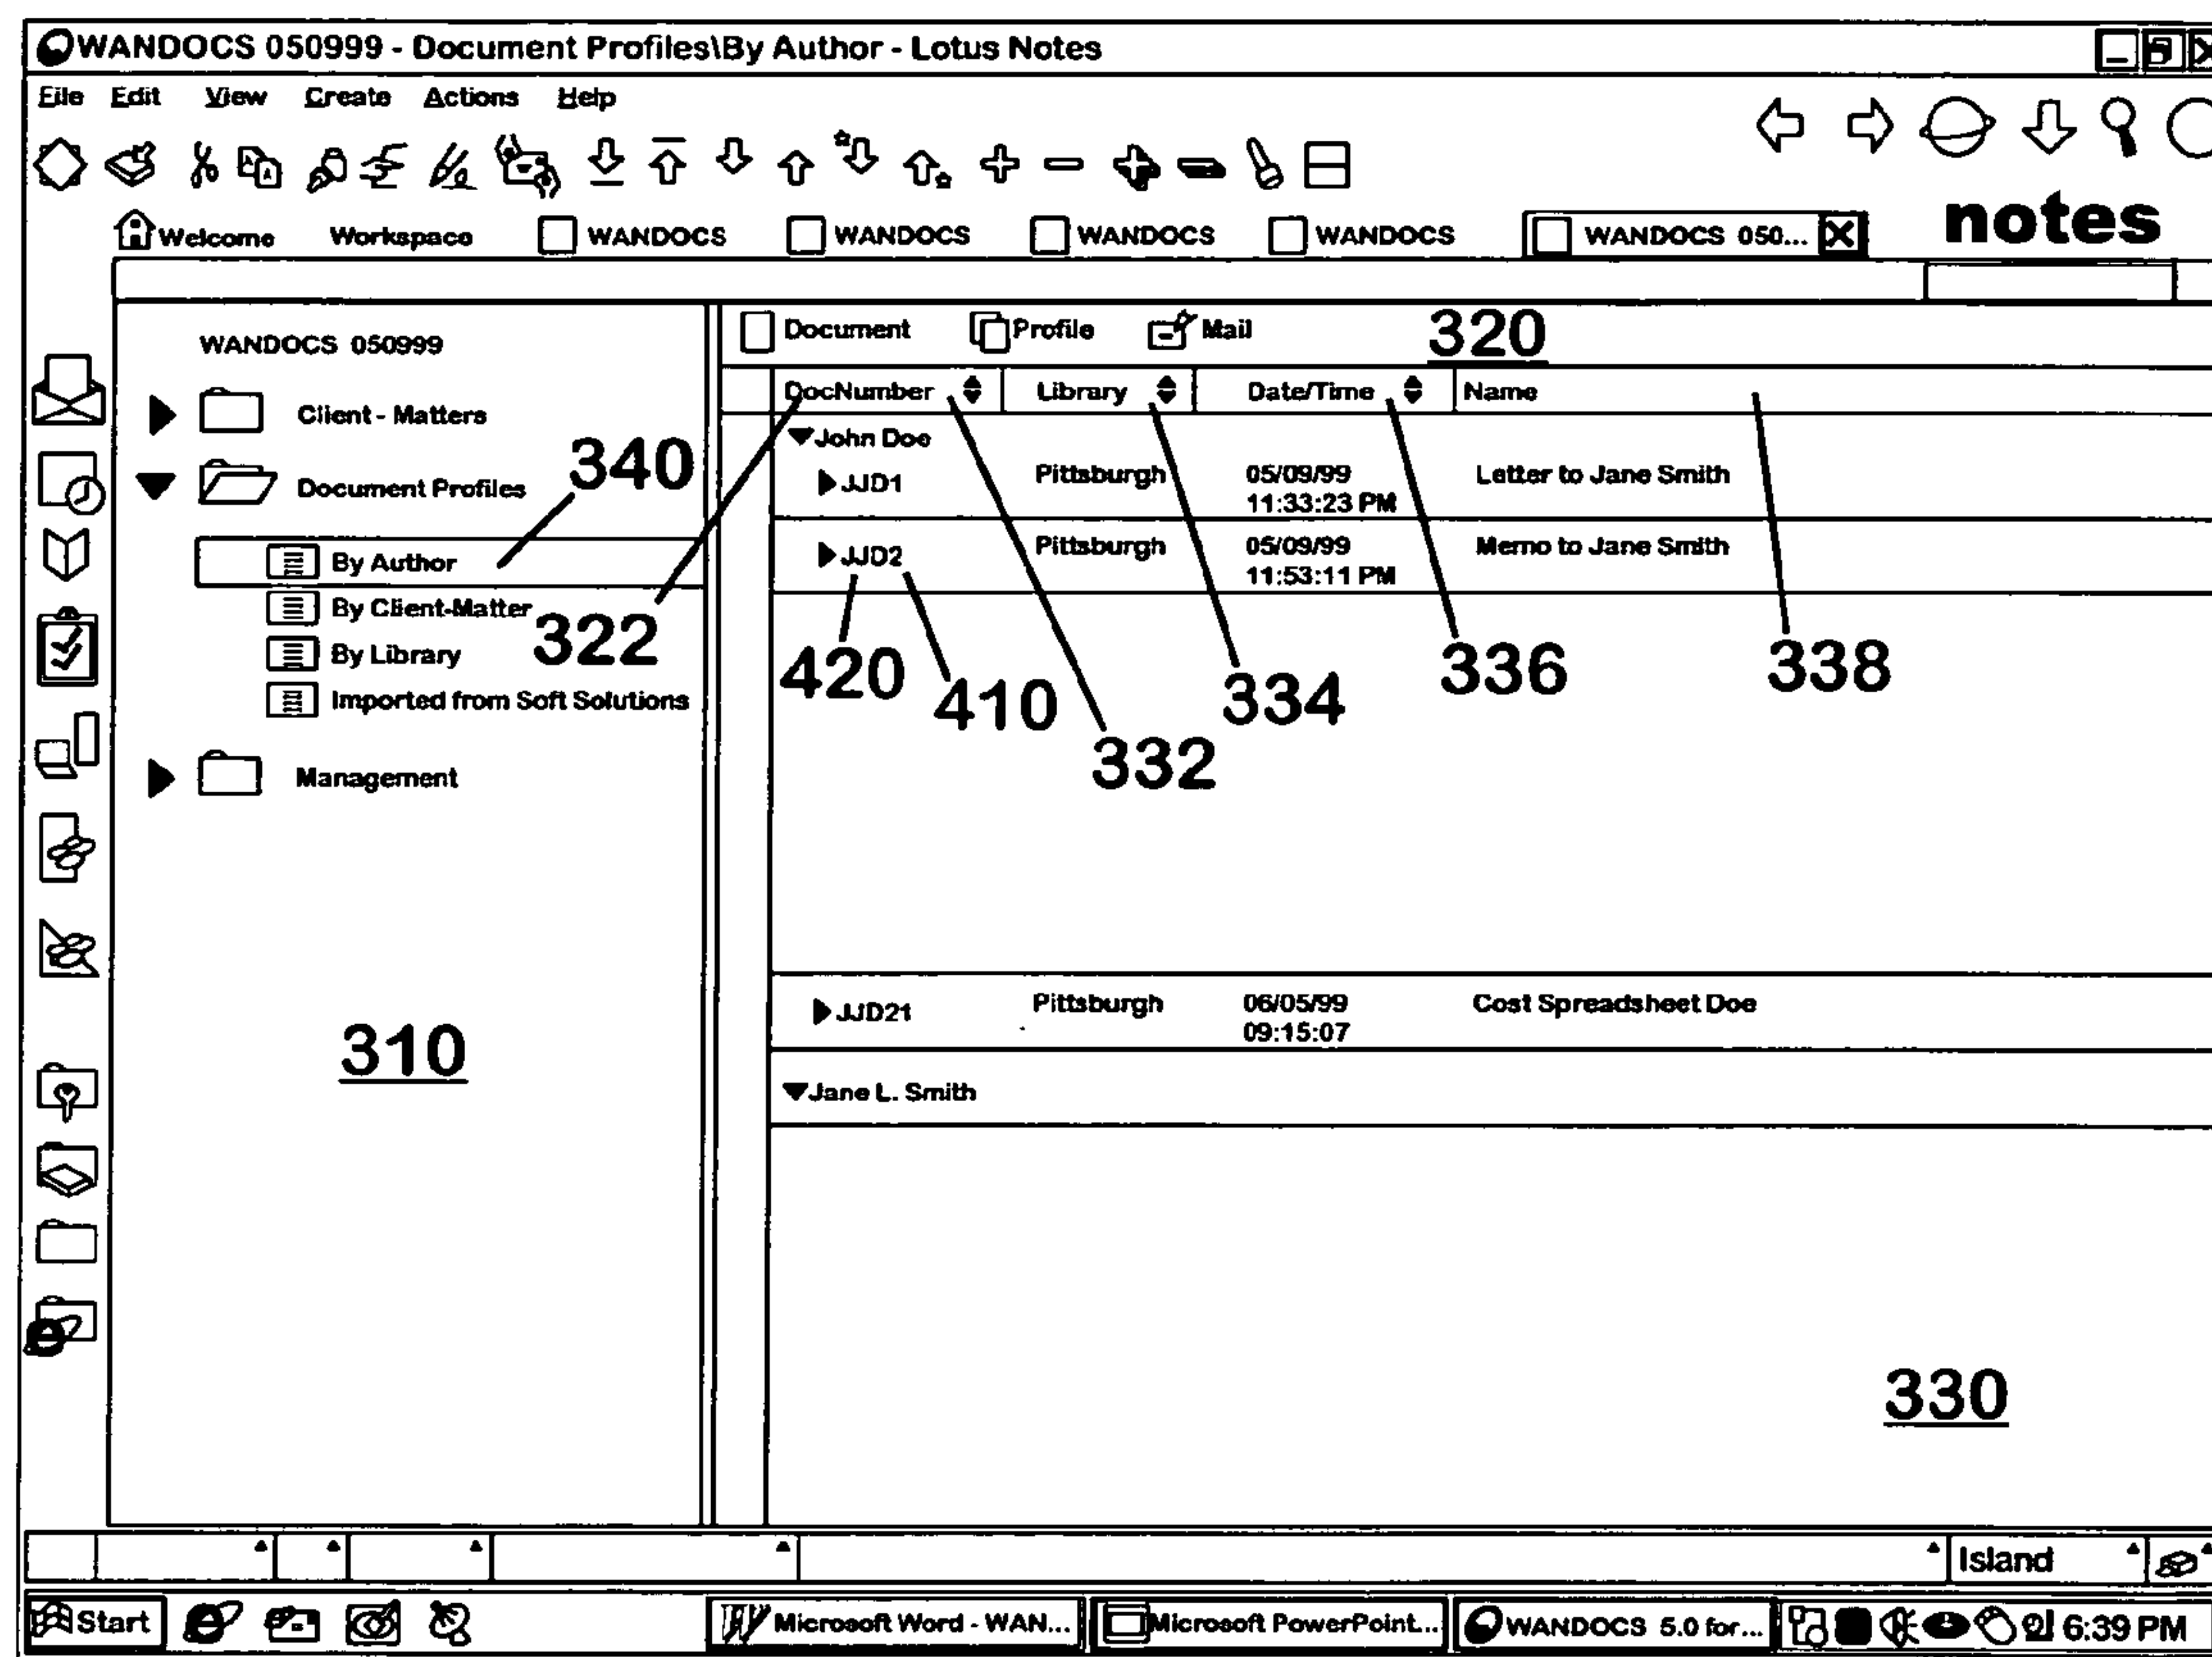 WANDOCS 050999 - Document Profiles\By Author - Lotus Notes
File Edit View Create Actions Help
notes
Welcome Workspace WANDOCS WANDOCS WANDOCS WANDOCS WANDOCS 050...
WANDOCS 050999
Client - Matters
Document Profiles
340
By Author
By Client-Matter
322
By Library
Imported from Soft Solutions
Management
310
Document Profile Mail 320
DocNumber Library Date/Time Name
John Doe
JJD1 Pittsburgh 05/09/99 Letter to Jane Smith
11:33:23 PM
JJD2 Pittsburgh 05/09/99 Memo to Jane Smith
11:53:11 PM
420 410 332 334 336 338
JJD21 Pittsburgh 06/05/99 Cost Spreadsheet Doe
09:15:07
Jane L. Smith
330
Island
Start Microsoft Word - WAN... Microsoft PowerPoint... WANDOCS 5.0 for... 6:39 PM